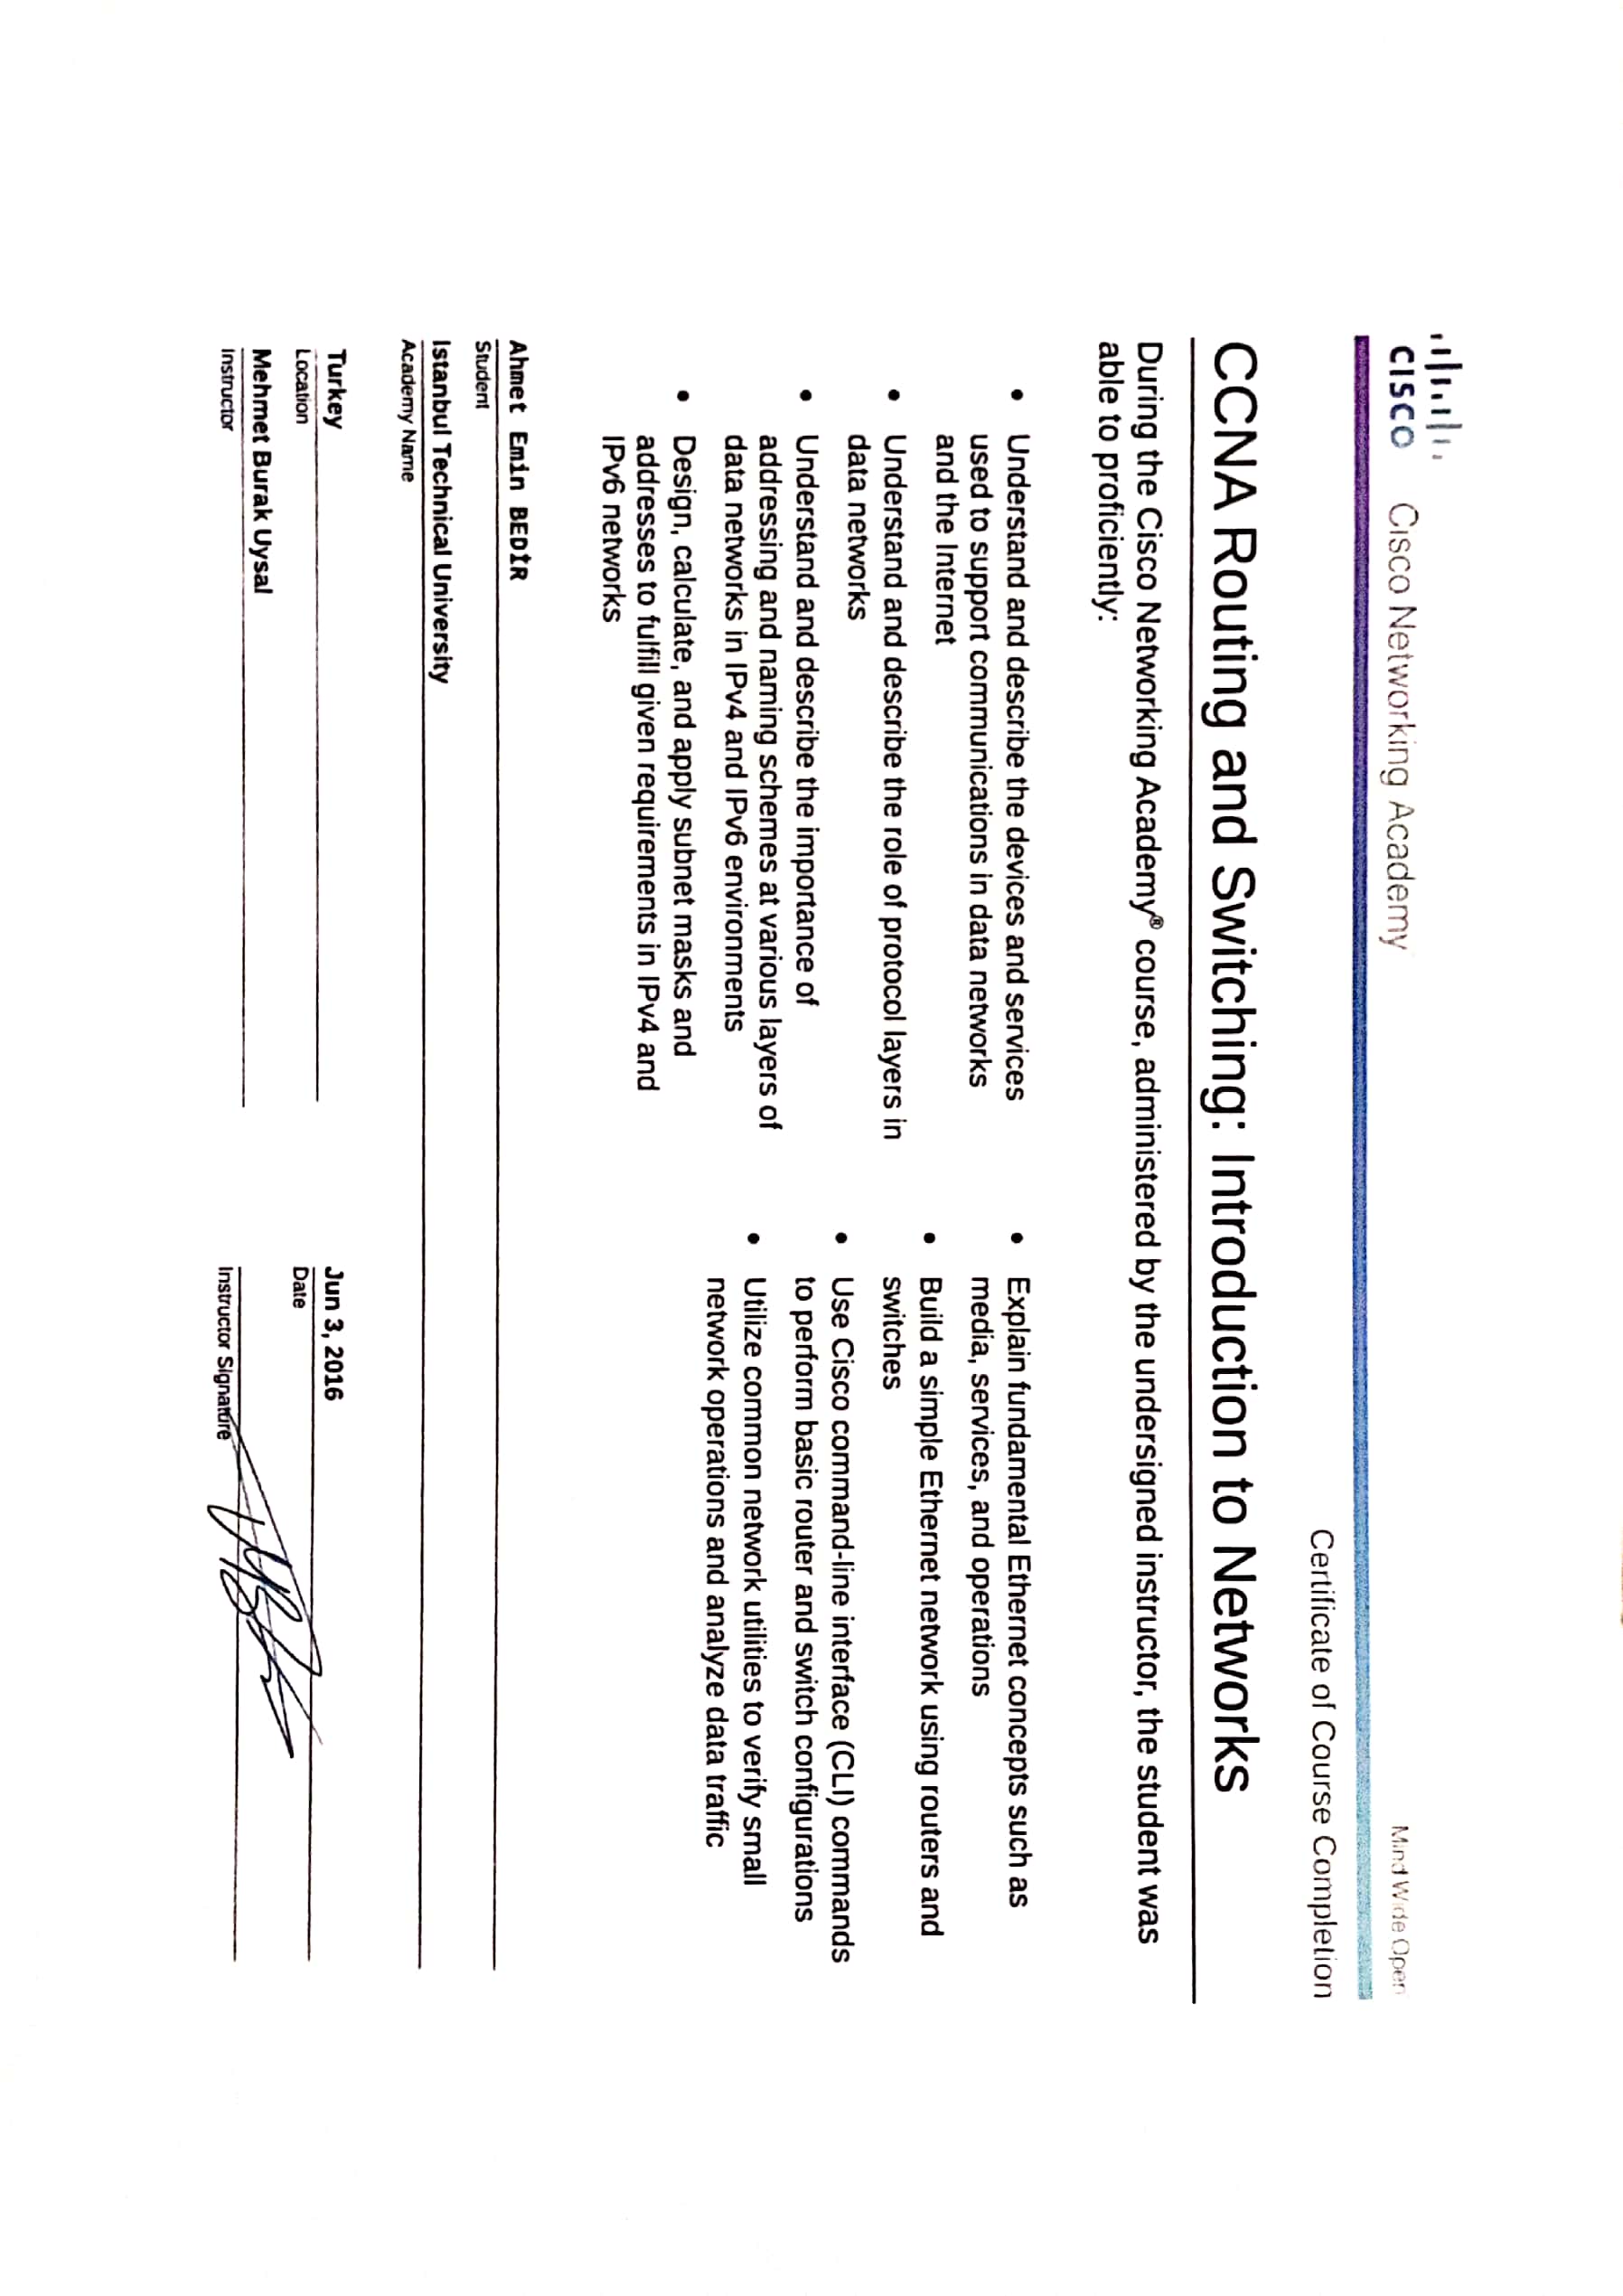 CISCO
Cisco Networking Academy
Mind Wide Open
Certificate of Course Completion
CCNA Routing and Switching: Introduction to Networks
During the Cisco Networking Academy® course, administered by the undersigned instructor, the student was
able to proficiently:
• Understand and describe the devices and services
used to support communications in data networks
and the Internet
• Understand and describe the role of protocol layers in
data networks
• Understand and describe the importance of
addressing and naming schemes at various layers of
data networks in IPv4 and IPv6 environments
• Design, calculate, and apply subnet masks and
addresses to fulfill given requirements in IPv4 and
IPv6 networks
• Explain fundamental Ethernet concepts such as
media, services, and operations
• Build a simple Ethernet network using routers and
switches
• Use Cisco command-line interface (CLI) commands
to perform basic router and switch configurations
• Utilize common network utilities to verify small
network operations and analyze data traffic
Ahmet Emin BEDİR
Student
Istanbul Technical University
Academy Name
Turkey
Location
Jun 3, 2016
Date
Mehmet Burak Uysal
Instructor
Instructor Signature